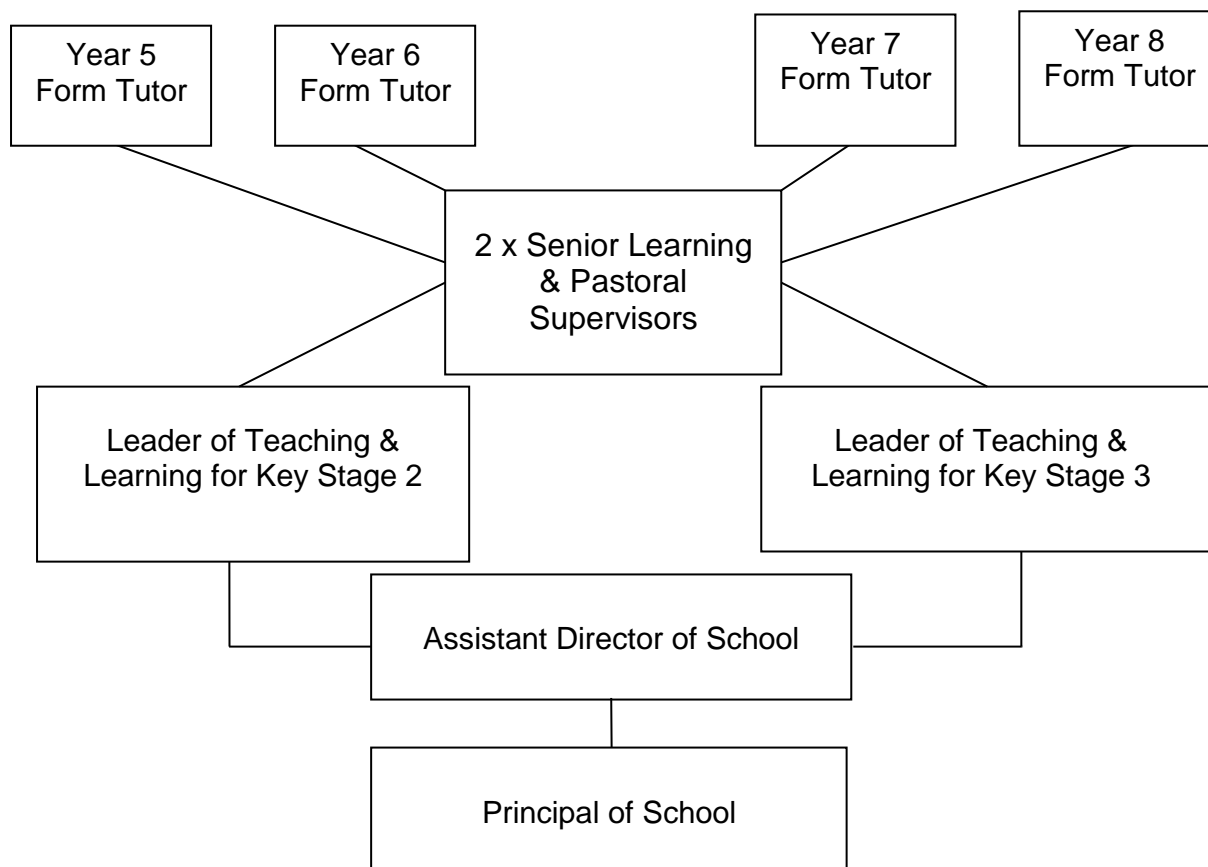 Year 5
Form Tutor
Year 6
Form Tutor
Year 7
Form Tutor
Year 8
Form Tutor
2 x Senior Learning
& Pastoral
Supervisors
Leader of Teaching &
Learning for Key Stage 2
Leader of Teaching &
Learning for Key Stage 3
Assistant Director of School
Principal of School